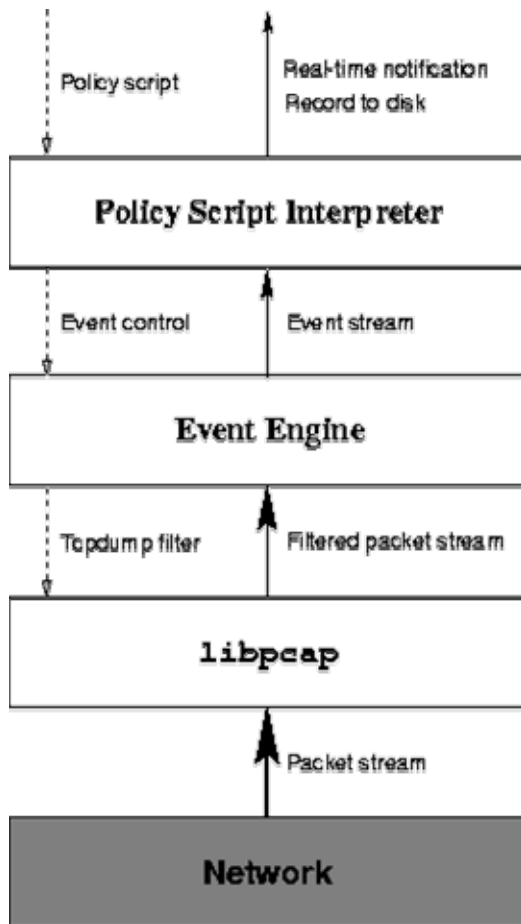 Policy script
Real-time notification
Record to disk
Policy Script Interpreter
Event control
Event stream
Event Engine
Tcpdump filter
Filtered packet stream
libpcap
Packet stream
Network